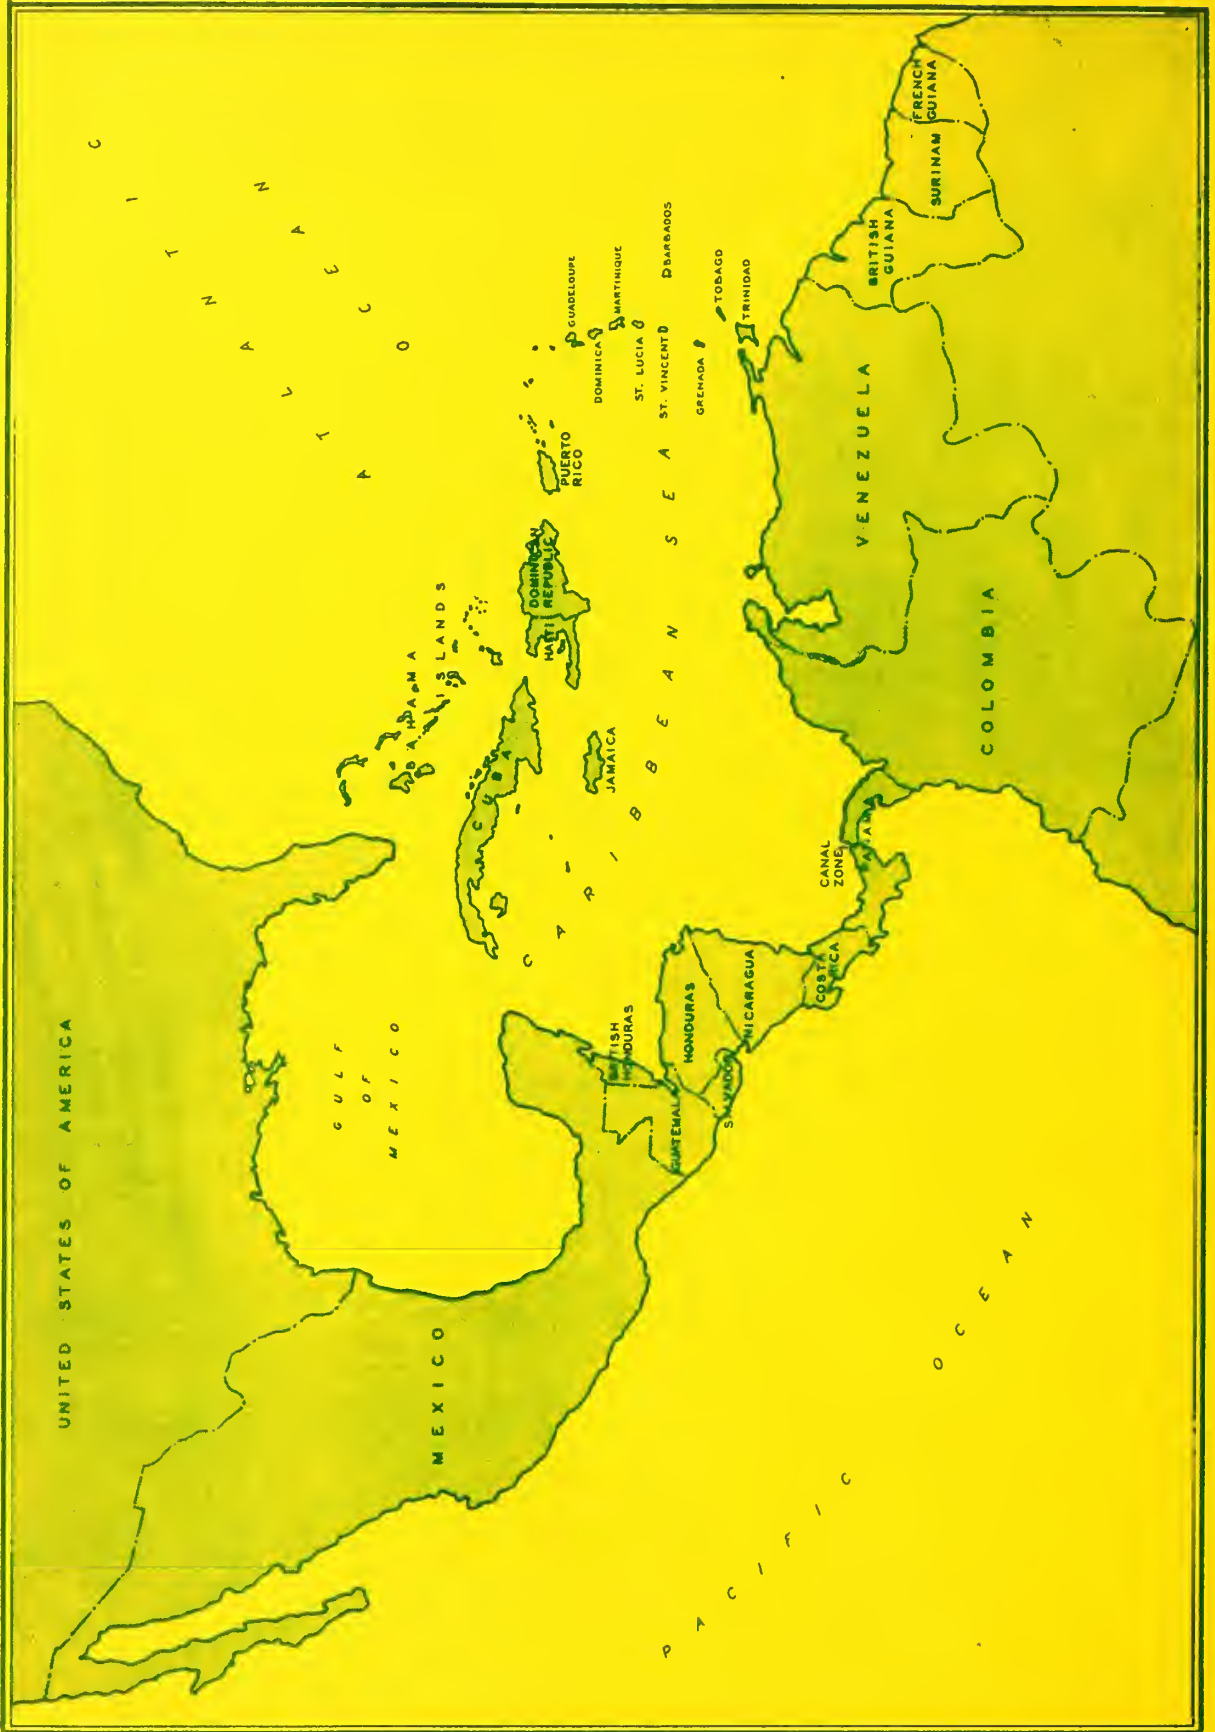 UNITED STATES OF AMERICA
ATLANTIC
OCEAN
GULF
OF
MEXICO
MEXICO
BAHAMA
ISLANDS
CUBA
HAITI
DOMINICAN
REPUBLIC
PUERTO
RICO
JAMAICA
GUADELOUPE
DOMINICA
MARTINIQUE
ST. LUCIA
ST. VINCENT
BARBADOS
GRENADA
TOBAGO
TRINIDAD
CARIBBEAN SEA
BRITISH
HONDURAS
GUATEMALA
HONDURAS
SALVADOR
NICARAGUA
COSTA
RICA
CANAL
ZONE
PANAMA
COLOMBIA
VENEZUELA
BRITISH
GUIANA
SURINAM
FRENCH
GUIANA
PACIFIC
OCEAN